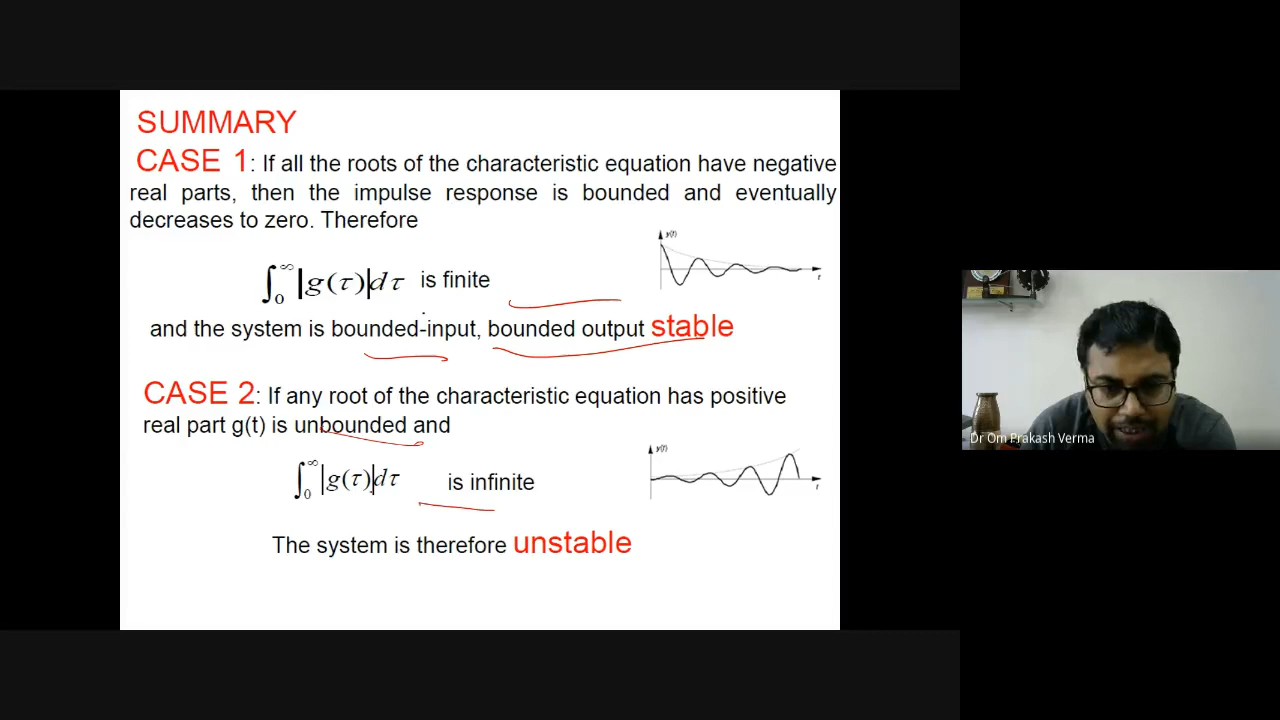 SUMMARY
CASE 1: If all the roots of the characteristic equation have negative
real parts, then the impulse response is bounded and eventually
decreases to zero. Therefore
y(t)
∫₀^∞ |g(τ)|dτ is finite
t
and the system is bounded-input, bounded output stable
CASE 2: If any root of the characteristic equation has positive
real part g(t) is unbounded and
y(t)
∫₀^∞ |g(τ)|dτ is infinite
t
The system is therefore unstable
Dr Om Prakash Verma